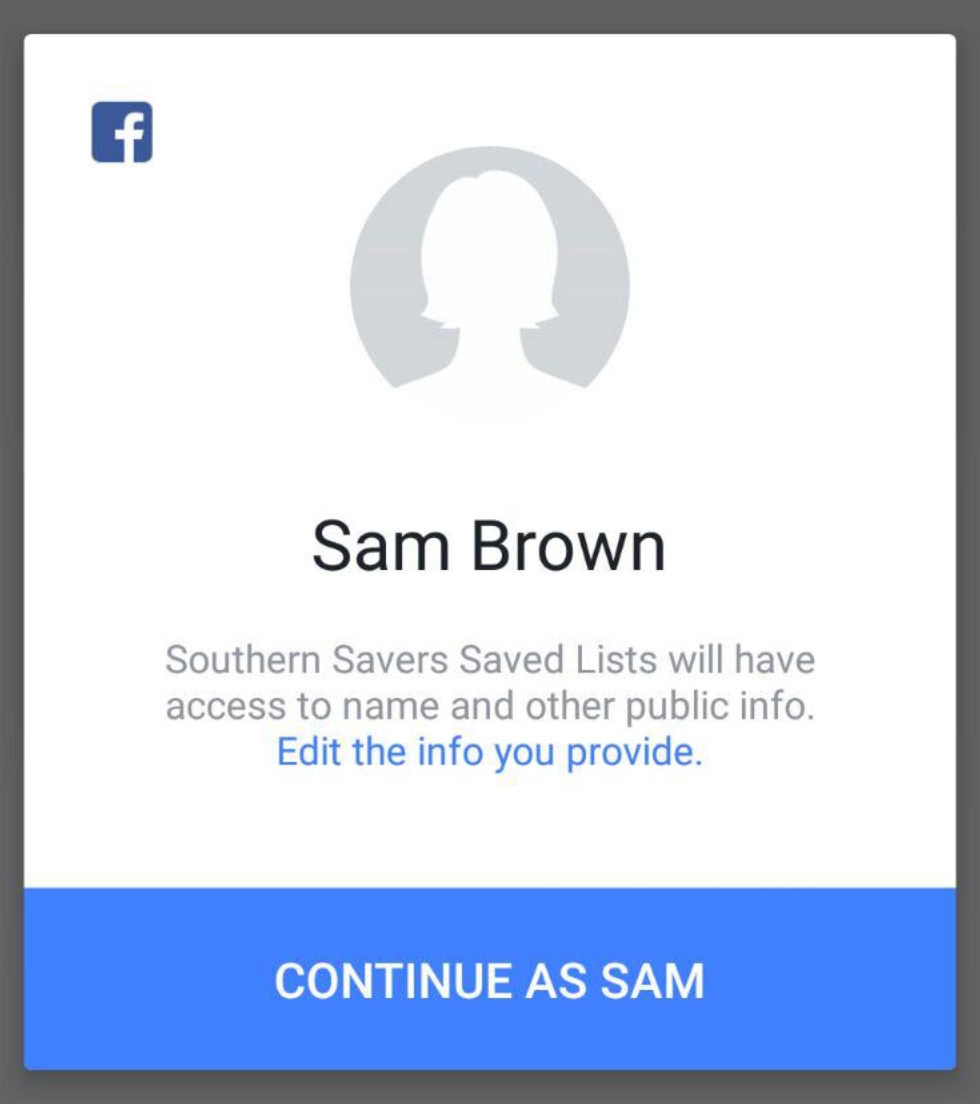 Sam Brown
Southern Savers Saved Lists will have
access to name and other public info.
Edit the info you provide.
CONTINUE AS SAM